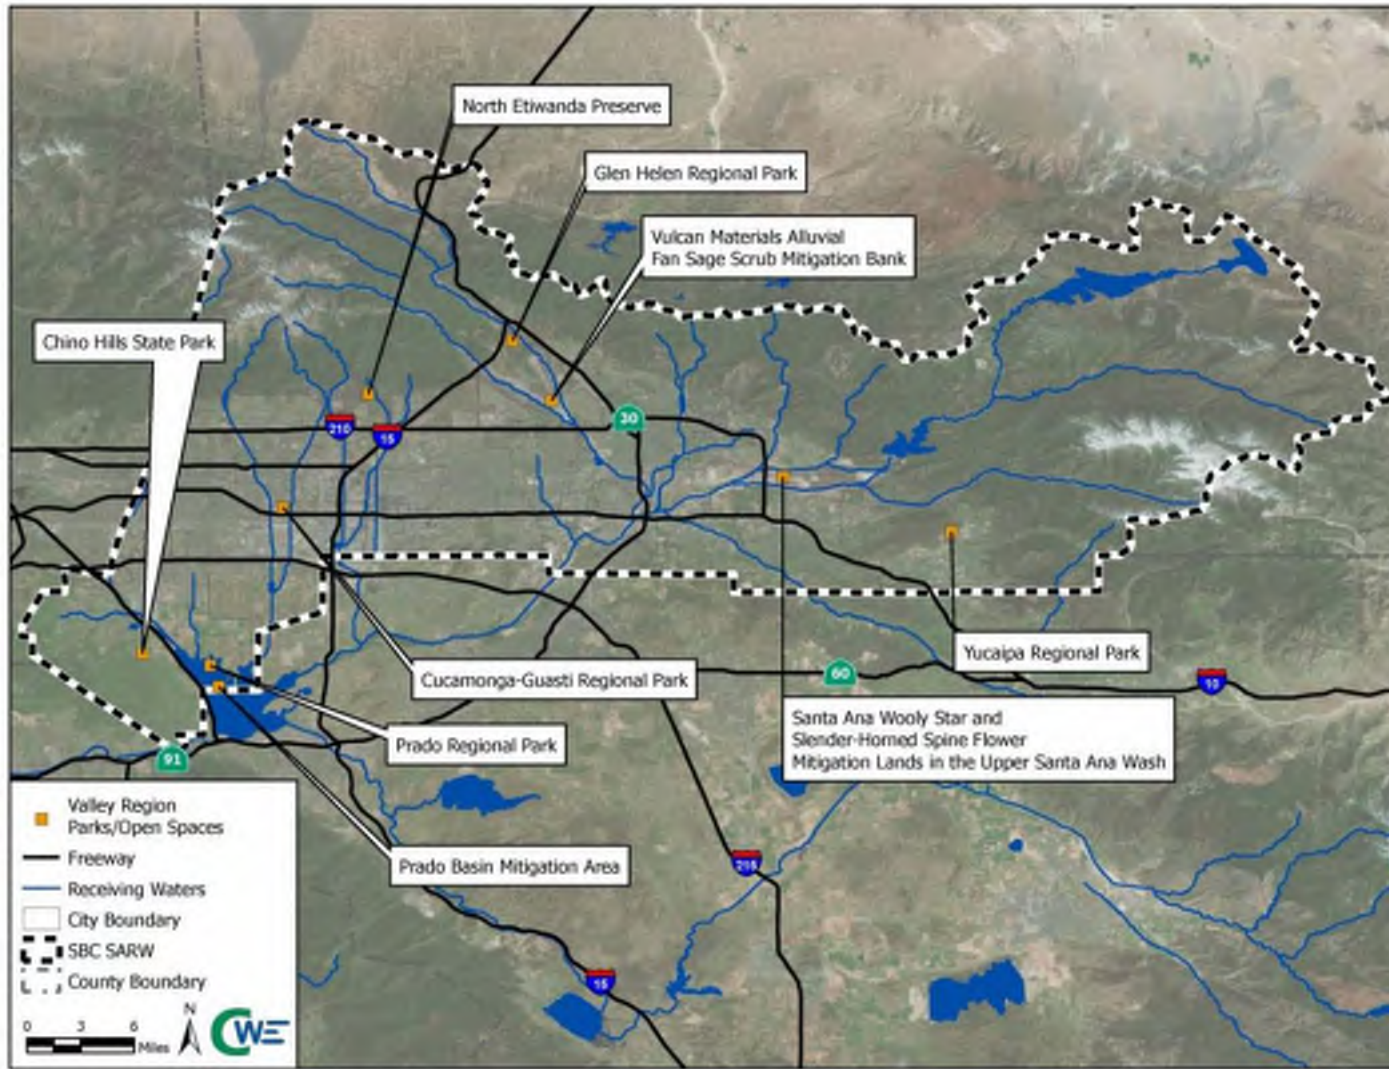 North Etiwanda Preserve
Glen Helen Regional Park
Vulcan Materials Alluvial
Fan Sage Scrub Mitigation Bank
Chino Hills State Park
30
210
15
Yucaipa Regional Park
Cucamonga-Guasti Regional Park
60
10
Santa Ana Wooly Star and
Slender-Horned Spine Flower
Mitigation Lands in the Upper Santa Ana Wash
Prado Regional Park
91
Prado Basin Mitigation Area
215
15
Valley Region
Parks/Open Spaces
Freeway
Receiving Waters
City Boundary
SBC SARW
County Boundary
N
0 3 6
Miles
CWE